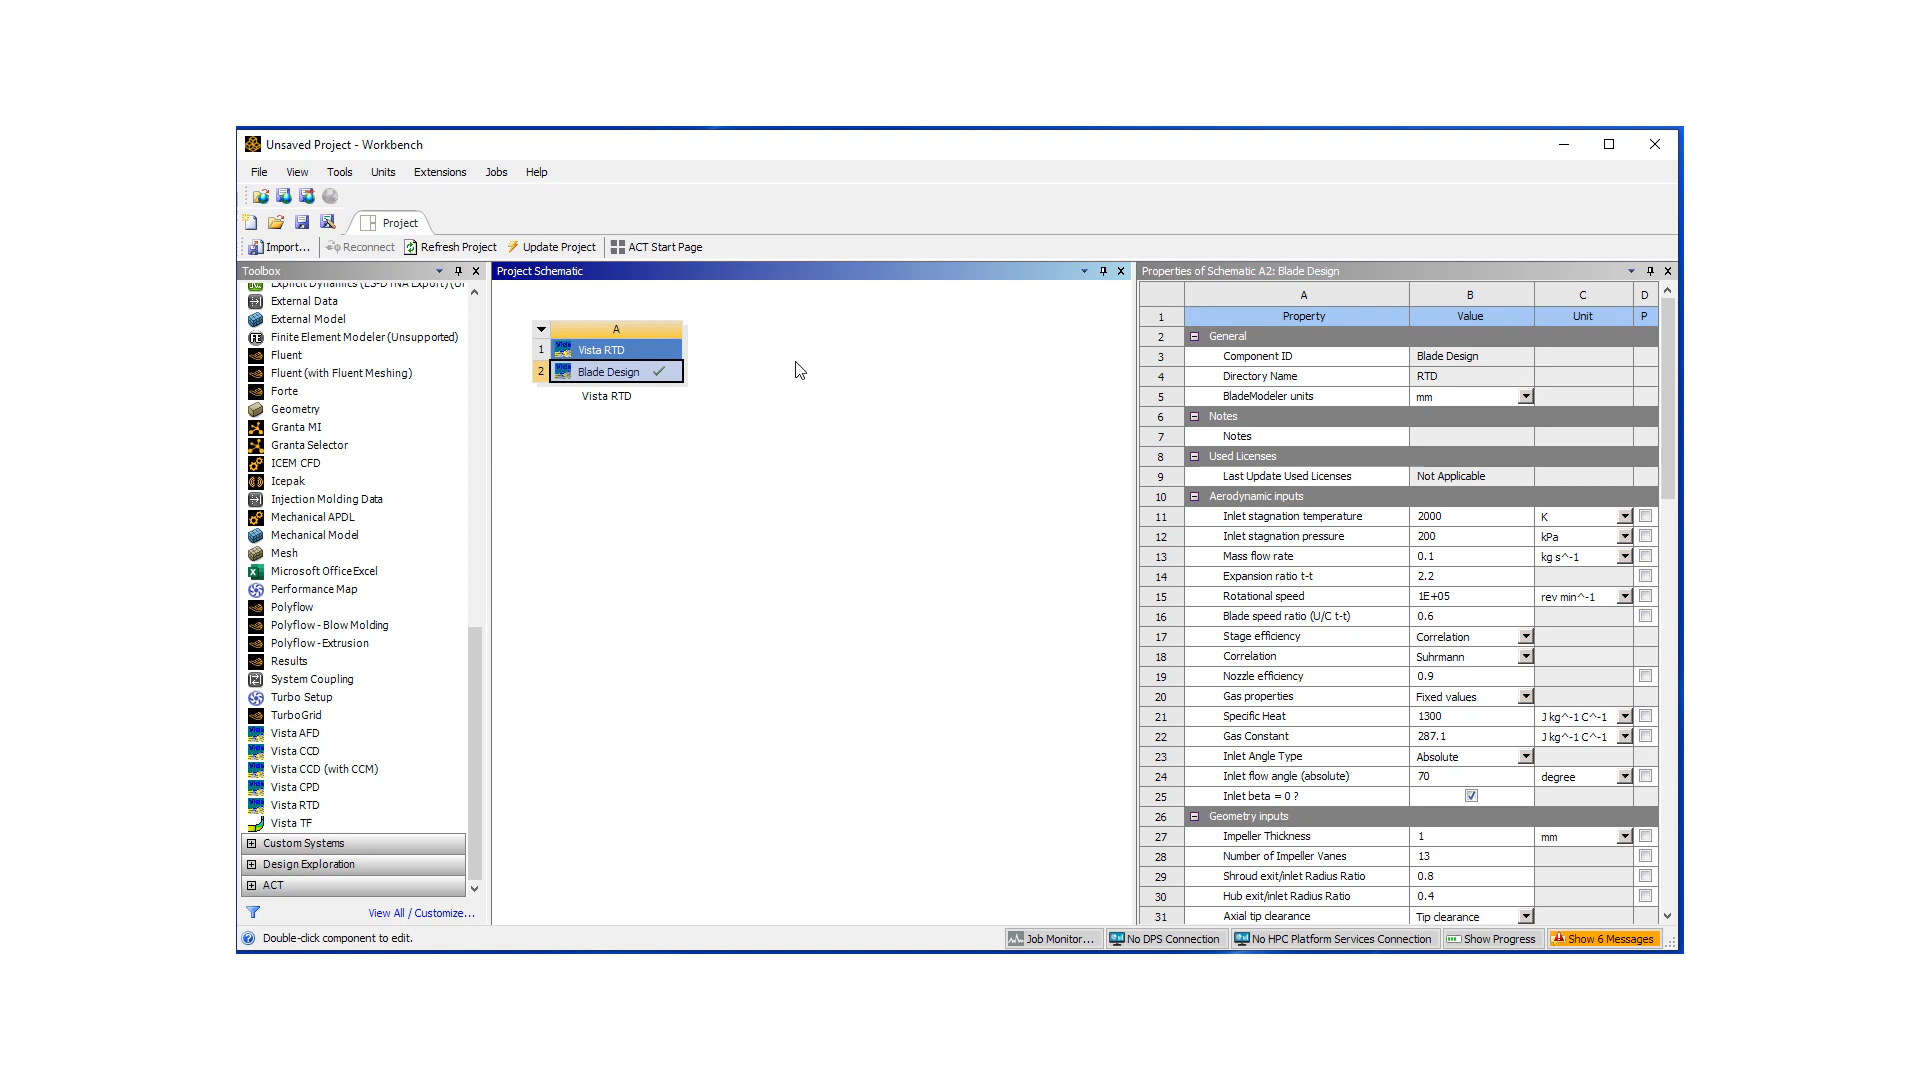 Unsaved Project - Workbench
File View Tools Units Extensions Jobs Help
Project
Import... Reconnect Refresh Project Update Project ACT Start Page
Toolbox
External Data
External Model
Finite Element Modeler (Unsupported)
Fluent
Fluent (with Fluent Meshing)
Forte
Geometry
Granta MI
Granta Selector
ICEM CFD
Icepak
Injection Molding Data
Mechanical APDL
Mechanical Model
Mesh
Microsoft Office Excel
Performance Map
Polyflow
Polyflow - Blow Molding
Polyflow - Extrusion
Results
System Coupling
Turbo Setup
TurboGrid
Vista AFD
Vista CCD
Vista CCD (with CCM)
Vista CPD
Vista RTD
Vista TF
Custom Systems
Design Exploration
ACT
View All / Customize...
Project Schematic
A
1 Vista RTD
2 Blade Design
Vista RTD
Properties of Schematic A2: Blade Design
A B C D
1 Property Value Unit P
2 General
3 Component ID Blade Design
4 Directory Name RTD
5 BladeModeler units mm
6 Notes
7 Notes
8 Used Licenses
9 Last Update Used Licenses Not Applicable
10 Aerodynamic inputs
11 Inlet stagnation temperature 2000 K
12 Inlet stagnation pressure 200 kPa
13 Mass flow rate 0.1 kg s^-1
14 Expansion ratio t-t 2.2
15 Rotational speed 1E+05 rev min^-1
16 Blade speed ratio (U/C t-t) 0.6
17 Stage efficiency Correlation
18 Correlation Suhrmann
19 Nozzle efficiency 0.9
20 Gas properties Fixed values
21 Specific Heat 1300 J kg^-1 C^-1
22 Gas Constant 287.1 J kg^-1 C^-1
23 Inlet Angle Type Absolute
24 Inlet flow angle (absolute) 70 degree
25 Inlet beta = 0 ?
26 Geometry inputs
27 Impeller Thickness 1 mm
28 Number of Impeller Vanes 13
29 Shroud exit/inlet Radius Ratio 0.8
30 Hub exit/inlet Radius Ratio 0.4
31 Axial tip clearance Tip clearance
Double-click component to edit.
Job Monitor... No DPS Connection No HPC Platform Services Connection Show Progress Show 6 Messages